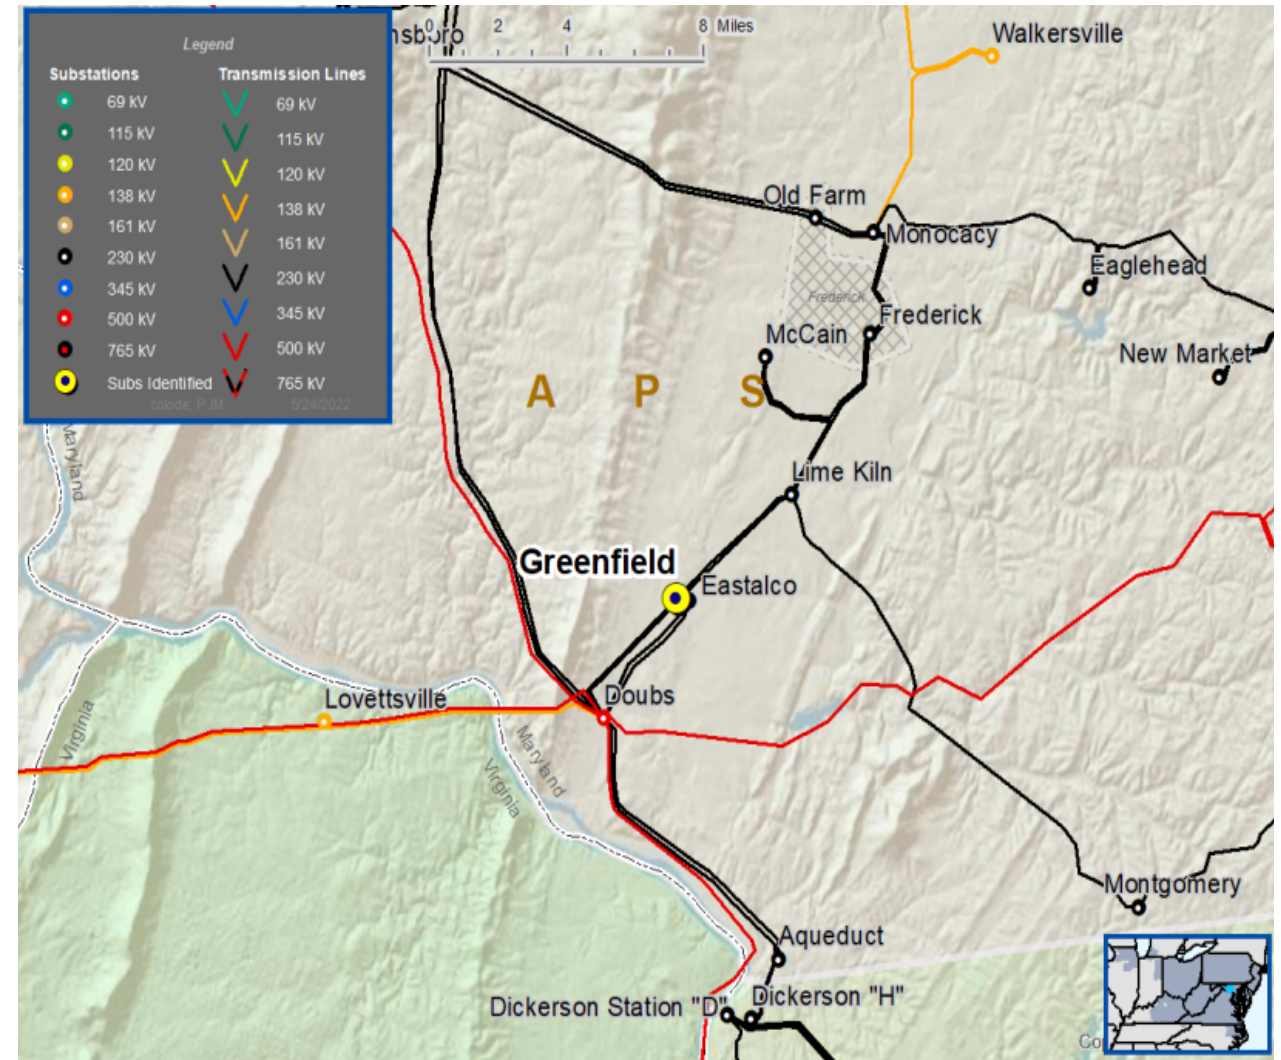 Legend
Substations
Transmission Lines
69 kV
69 kV
115 kV
115 kV
120 kV
120 kV
138 kV
138 kV
161 kV
161 kV
230 kV
230 kV
345 kV
345 kV
500 kV
500 kV
765 kV
765 kV
Subs Identified
colode; PJM
5/24/2022
nsboro
0 2 4 8 Miles
Walkersville
Old Farm
Monocacy
Eaglehead
Frederick
Frederick
McCain
New Market
A P S
Maryland
Lime Kiln
Greenfield
Eastalco
Doubs
Lovettsville
Virginia
Maryland
Virginia
Montgomery
Aqueduct
Dickerson Station "D"
Dickerson "H"